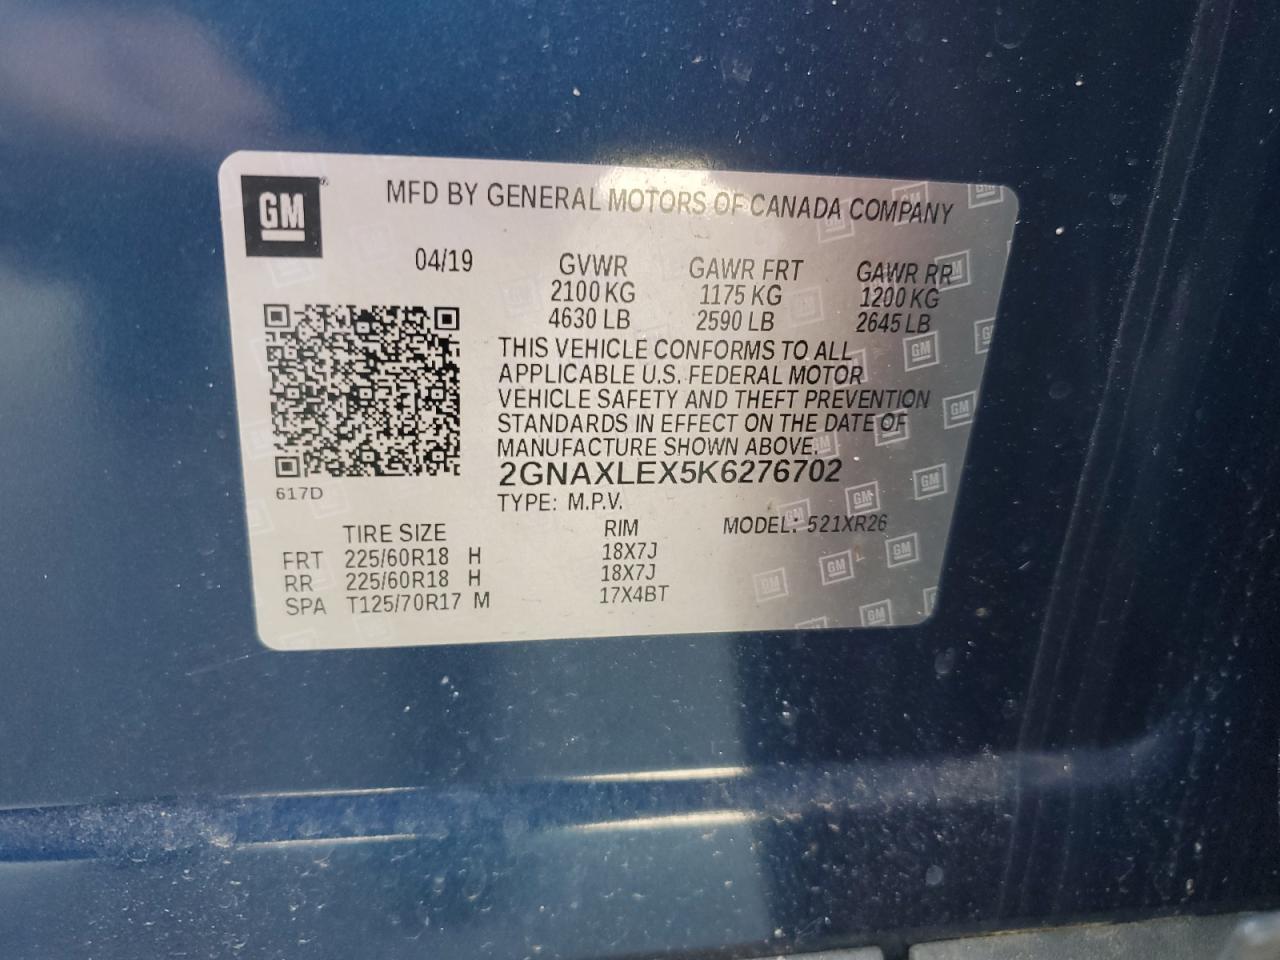 GM
MFD BY GENERAL MOTORS OF CANADA COMPANY
04/19 GVWR GAWR FRT GAWR RR
2100 KG 1175 KG 1200 KG
4630 LB 2590 LB 2645 LB
THIS VEHICLE CONFORMS TO ALL
APPLICABLE U.S. FEDERAL MOTOR
VEHICLE SAFETY AND THEFT PREVENTION
STANDARDS IN EFFECT ON THE DATE OF
MANUFACTURE SHOWN ABOVE.
2GNAXLEX5K6276702
617D
TYPE: M.P.V.
TIRE SIZE RIM MODEL: 521XR26
FRT 225/60R18 H 18X7J
RR 225/60R18 H 18X7J
SPA T125/70R17 M 17X4BT